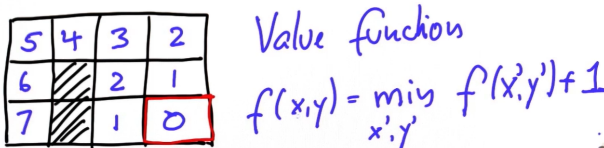 5 4 3 2
6 2 1
7 1 0
Value function
f(x,y) = min f(x',y') + 1
x',y'